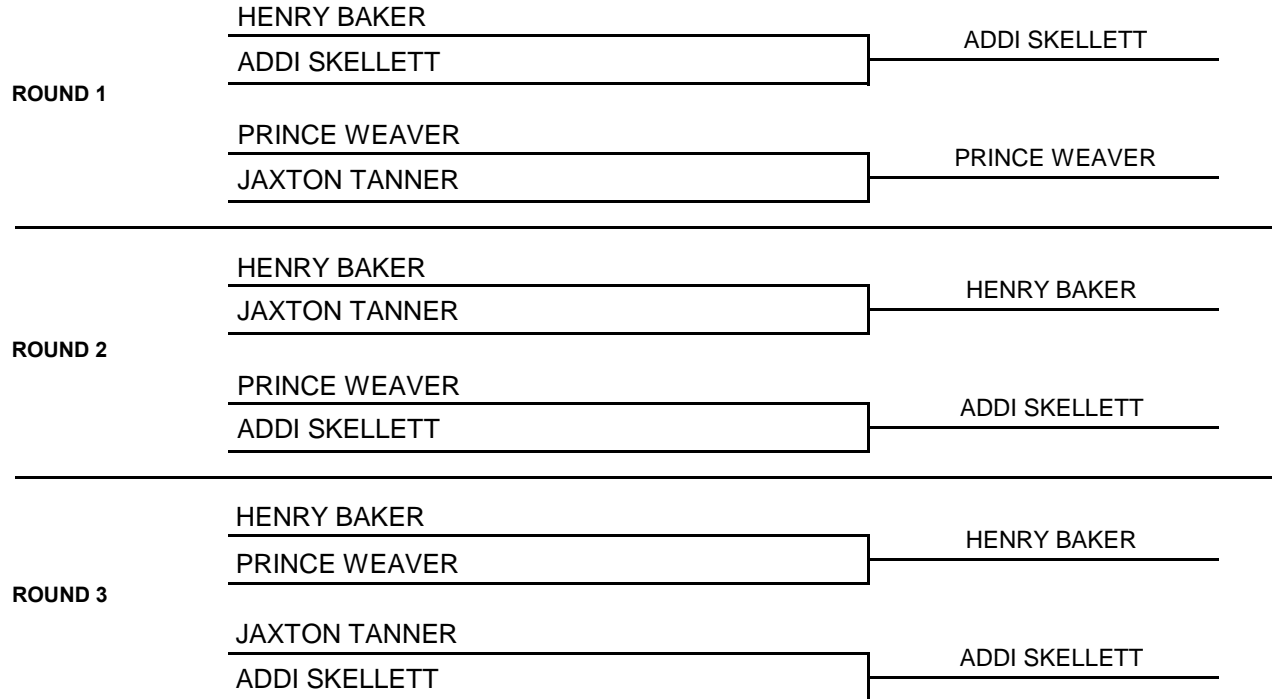 HENRY BAKER
ADDI SKELLETT
ADDI SKELLETT
ROUND 1
PRINCE WEAVER
PRINCE WEAVER
JAXTON TANNER
HENRY BAKER
HENRY BAKER
JAXTON TANNER
ROUND 2
PRINCE WEAVER
ADDI SKELLETT
ADDI SKELLETT
HENRY BAKER
HENRY BAKER
PRINCE WEAVER
ROUND 3
JAXTON TANNER
ADDI SKELLETT
ADDI SKELLETT